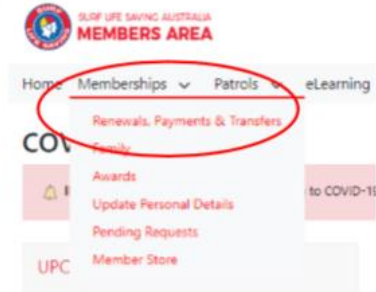 SURF LIFE SAVING AUSTRALIA
MEMBERS AREA
Home Memberships Patrols eLearning
Renewals, Payments & Transfers
COV
Family
Awards
to COVID-19
Update Personal Details
Pending Requests
UPC
Member Store